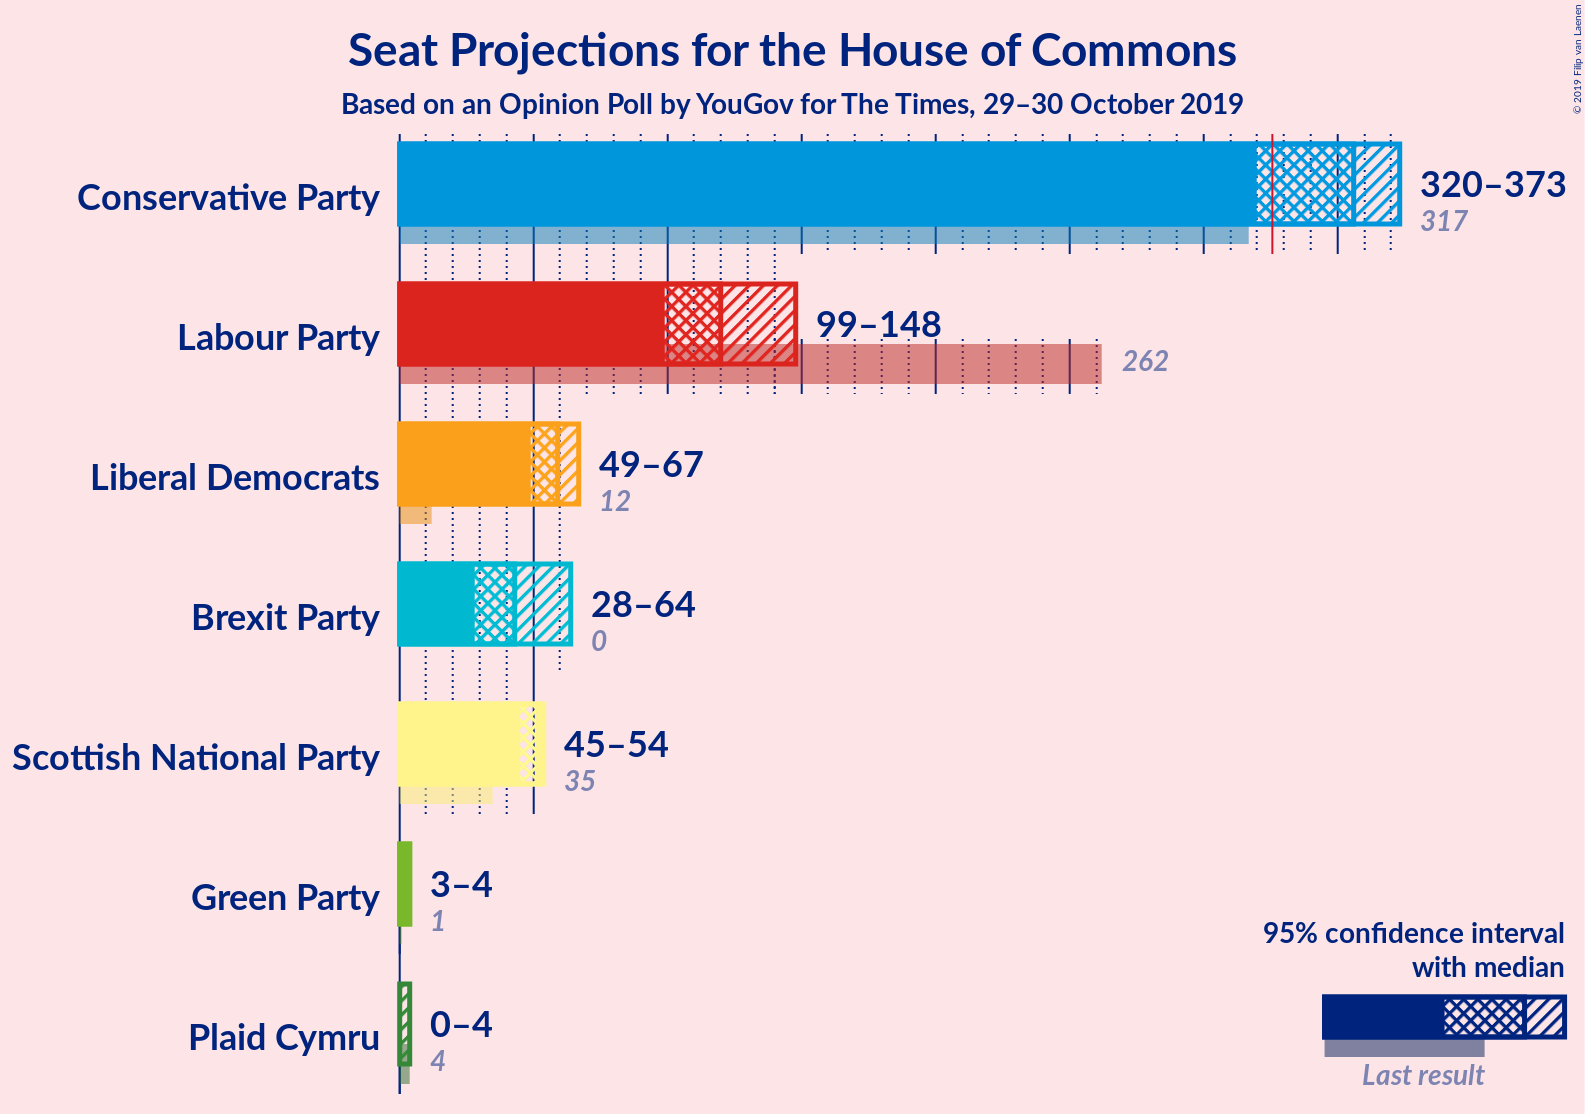 Seat Projections for the House of Commons
Based on an Opinion Poll by YouGov for The Times, 29–30 October 2019
© 2019 Filip van Laenen
Conservative Party
320–373
317
Labour Party
99–148
262
Liberal Democrats
49–67
12
Brexit Party
28–64
0
Scottish National Party
45–54
35
Green Party
3–4
1
Plaid Cymru
0–4
4
95% confidence interval
with median
Last result